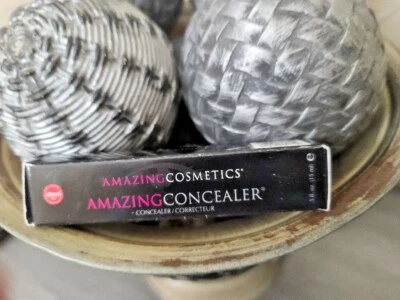 AMAZINGCOSMETICS®
AMAZINGCONCEALER®
- CONCEALER/CORRECTEUR